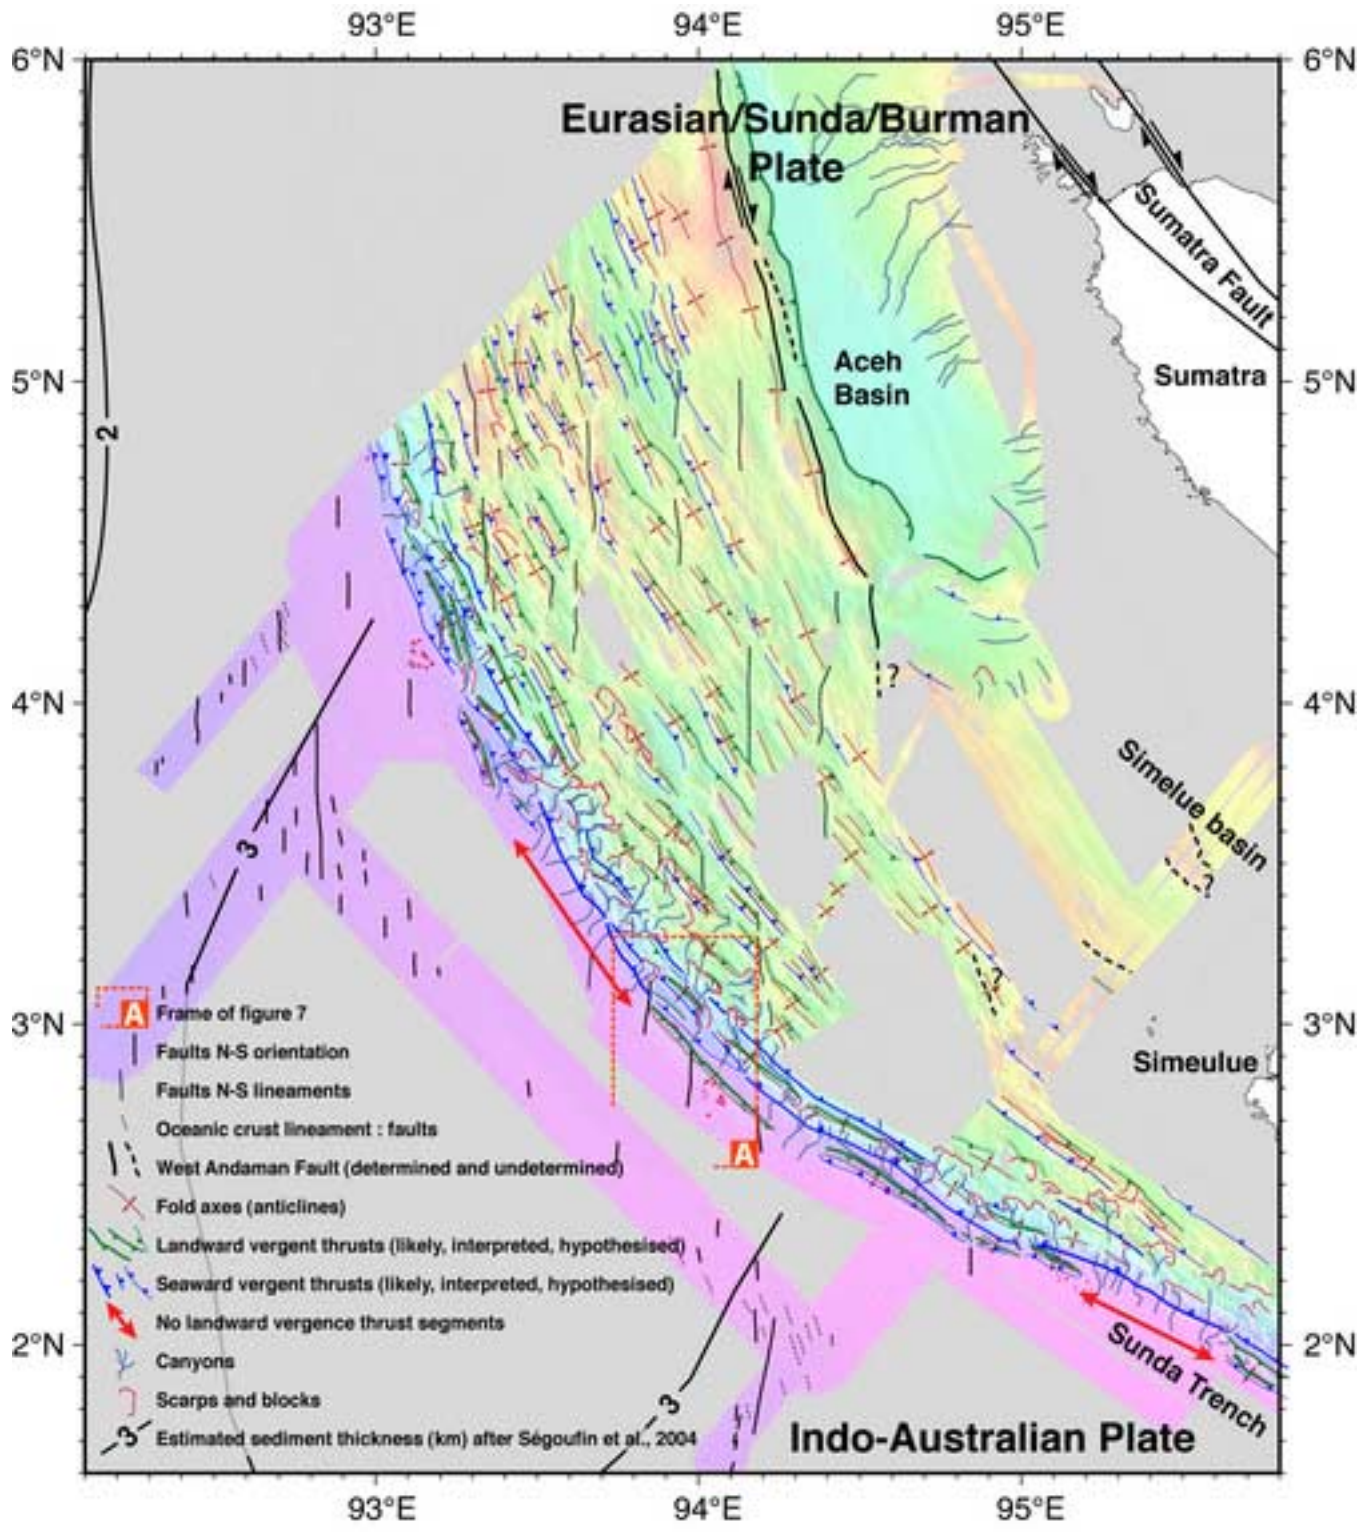 93°E
94°E
95°E
6°N
6°N
Eurasian/Sunda/Burman
Plate
Sumatra Fault
Aceh
Basin
5°N
5°N
Sumatra
2
?
4°N
4°N
Simelue basin
3
?
?
A
Frame of figure 7
3°N
3°N
Faults N-S orientation
Simeulue
Faults N-S lineaments
Oceanic crust lineament : faults
A
West Andaman Fault (determined and undetermined)
Fold axes (anticlines)
Landward vergent thrusts (likely, interpreted, hypothesised)
Seaward vergent thrusts (likely, interpreted, hypothesised)
No landward vergence thrust segments
2°N
2°N
Sunda Trench
Canyons
Scarps and blocks
3
3
Estimated sediment thickness (km) after Ségoufin et al., 2004
Indo-Australian Plate
93°E
94°E
95°E